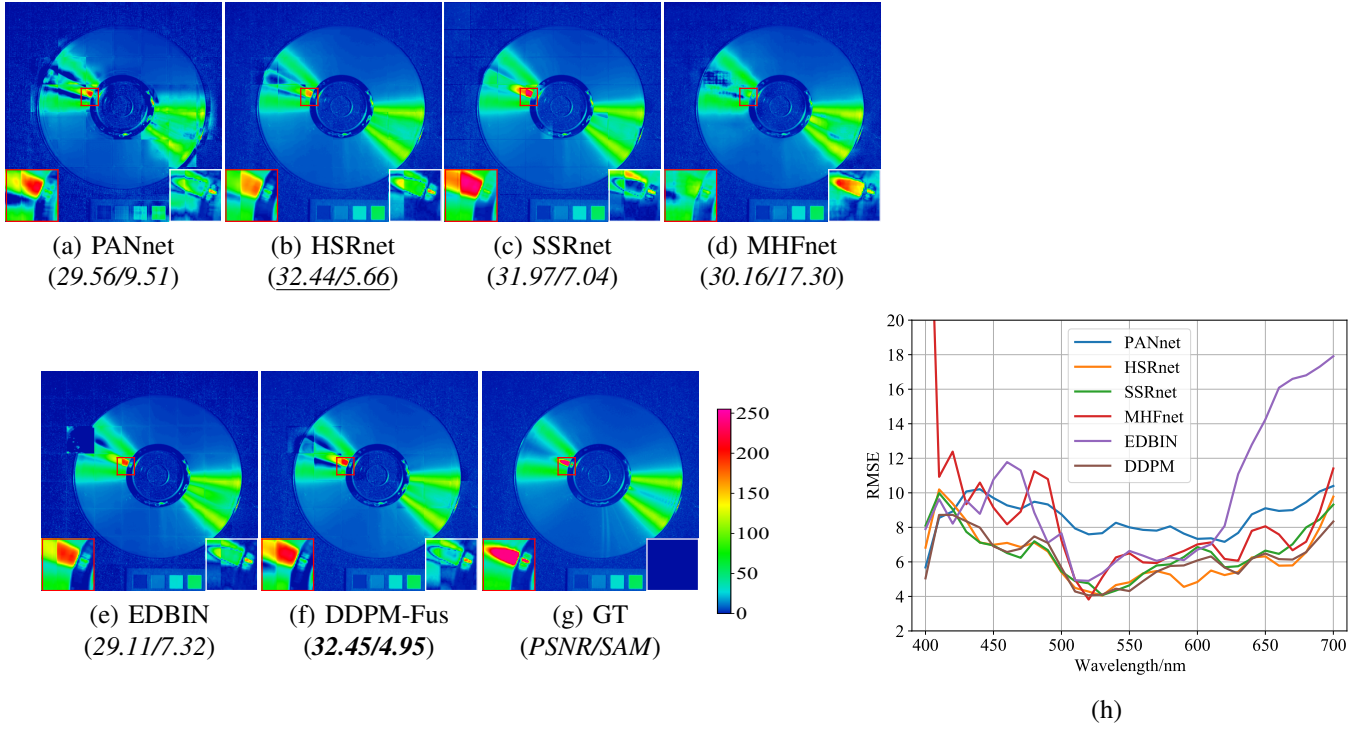 (a) PANnet
(29.56/9.51)
(b) HSRnet
(32.44/5.66)
(c) SSRnet
(31.97/7.04)
(d) MHFnet
(30.16/17.30)
(e) EDBIN
(29.11/7.32)
(f) DDPM-Fus
(32.45/4.95)
(g) GT
(PSNR/SAM)
250
200
150
100
50
0
20
18
16
14
12
10
8
6
4
2
RMSE
PANnet
HSRnet
SSRnet
MHFnet
EDBIN
DDPM
400 450 500 550 600 650 700
Wavelength/nm
(h)